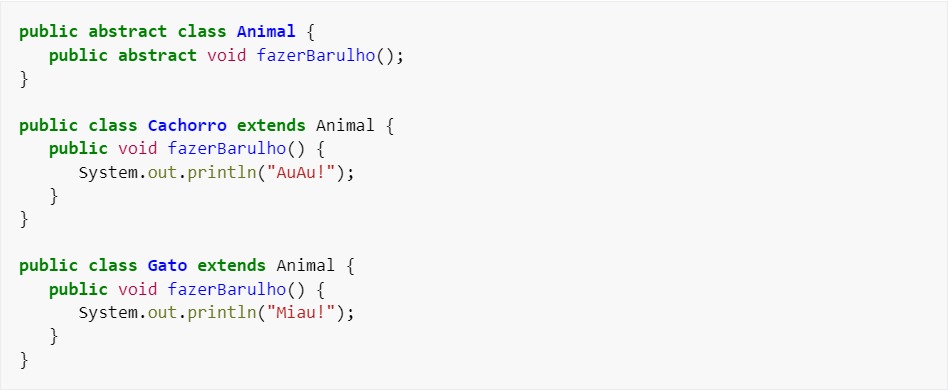 public abstract class Animal {
   public abstract void fazerBarulho();
}

public class Cachorro extends Animal {
   public void fazerBarulho() {
      System.out.println("AuAu!");
   }
}

public class Gato extends Animal {
   public void fazerBarulho() {
      System.out.println("Miau!");
   }
}